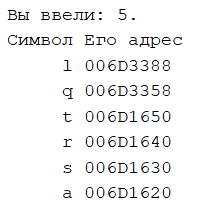 Вы ввели: 5.
Символ Его адрес
l 006D3388
q 006D3358
t 006D1650
r 006D1640
s 006D1630
a 006D1620